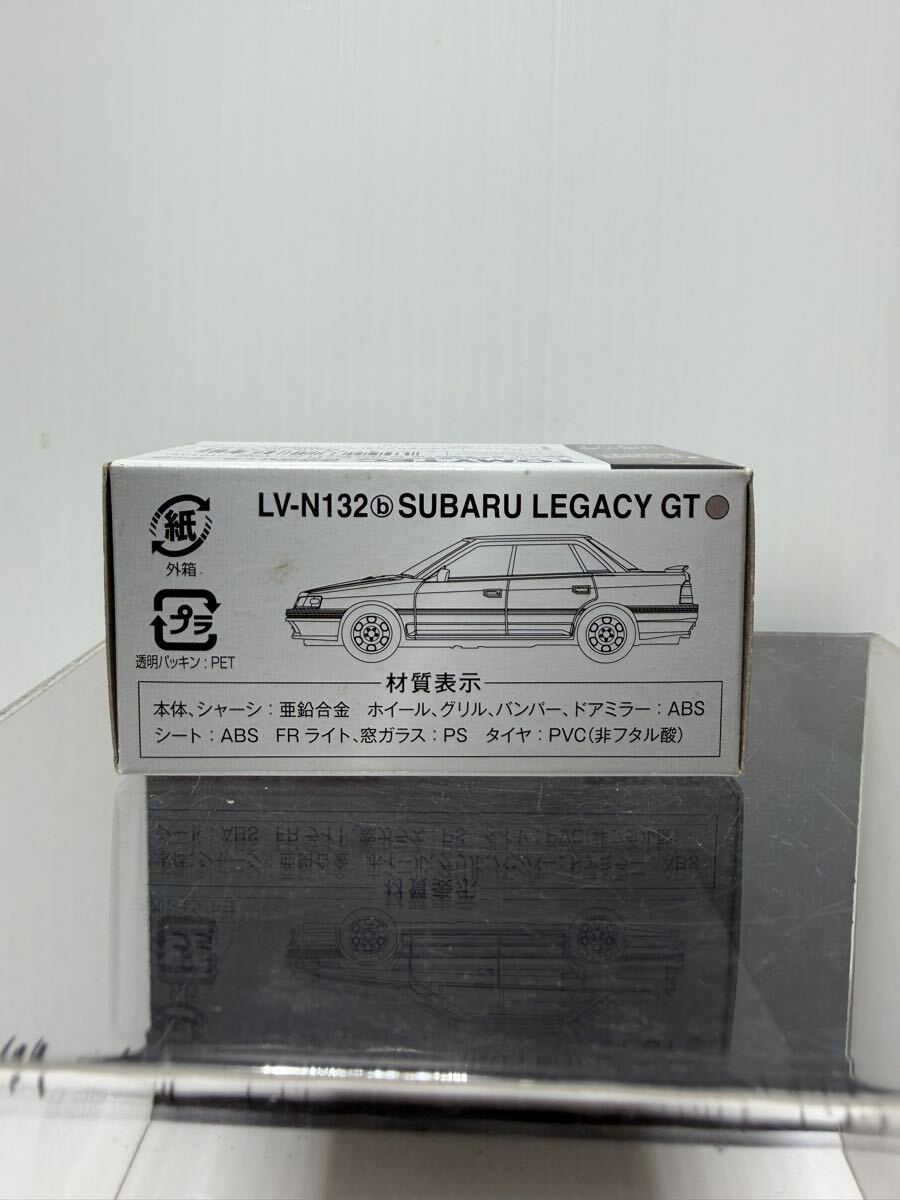 LV-N132ⓑ SUBARU LEGACY GT
紙
外箱
プラ
透明パッキン：PET
材質表示
本体、シャーシ：亜鉛合金　ホイール、グリル、バンパー、ドアミラー：ABS
シート：ABS　FRライト、窓ガラス：PS　タイヤ：PVC（非フタル酸）